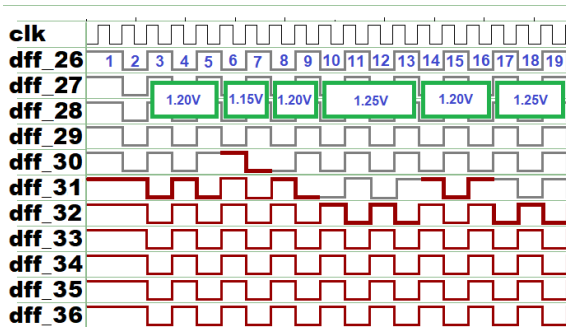 clk
dff_26 1 2 3 4 5 6 7 8 9 10 11 12 13 14 15 16 17 18 19
dff_27
1.20V 1.15V 1.20V 1.25V 1.20V 1.25V
dff_28
dff_29
dff_30
dff_31
dff_32
dff_33
dff_34
dff_35
dff_36